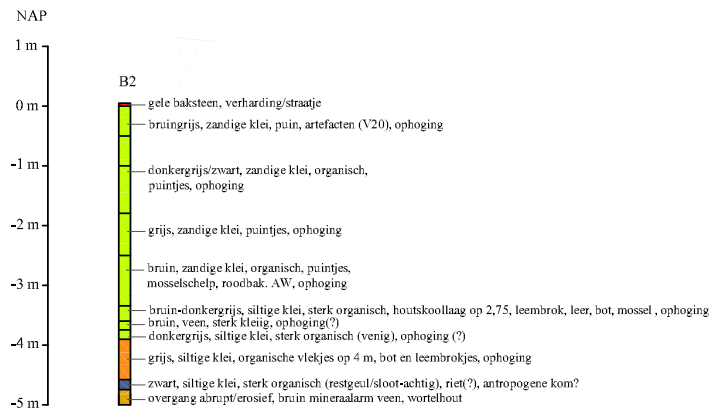 NAP
1 m
B2
0 m
gele baksteen, verharding/straatje
bruingrijs, zandige klei, puin, artefacten (V20), ophoging
-1 m
donkergrijs/zwart, zandige klei, organisch,
puintjes, ophoging
-2 m
grijs, zandige klei, puintjes, ophoging
bruin, zandige klei, organisch, puintjes,
mosselschelp, roodbak. AW, ophoging
-3 m
bruin-donkergrijs, siltige klei, sterk organisch, houtskoollaag op 2,75, leembrok, leer, bot, mossel , ophoging
bruin, veen, sterk kleiig, ophoging(?)
donkergrijs, siltige klei, sterk organisch (venig), ophoging (?)
-4 m
grijs, siltige klei, organische vlekjes op 4 m, bot en leembrokjes, ophoging
zwart, siltige klei, sterk organisch (restgeul/sloot-achtig), riet(?), antropogene kom?
-5 m
overgang abrupt/erosief, bruin mineraalarm veen, wortelhout